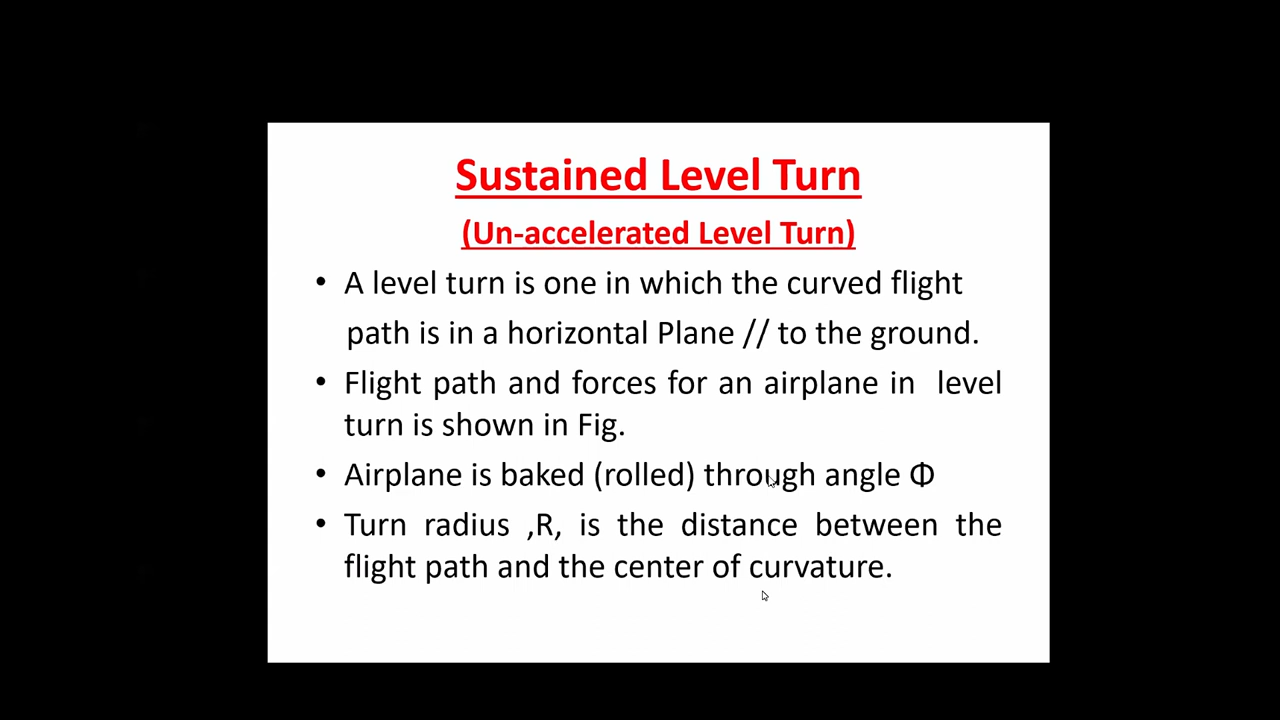 Sustained Level Turn
(Un-accelerated Level Turn)
• A level turn is one in which the curved flight
path is in a horizontal Plane // to the ground.
• Flight path and forces for an airplane in level
turn is shown in Fig.
• Airplane is baked (rolled) through angle Φ
• Turn radius ,R, is the distance between the
flight path and the center of curvature.